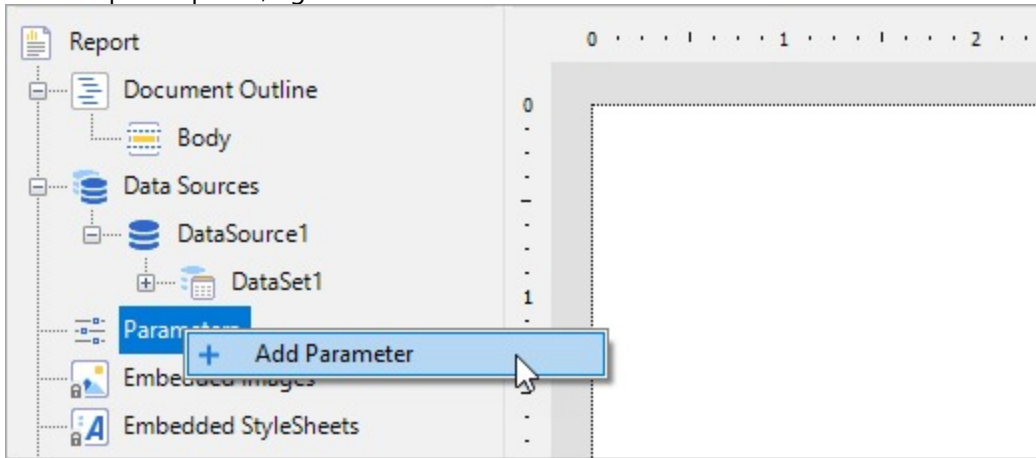 Report
Document Outline
Body
Data Sources
DataSource1
DataSet1
Add Parameter
Embedded StyleSheets
0 1 2
0
1